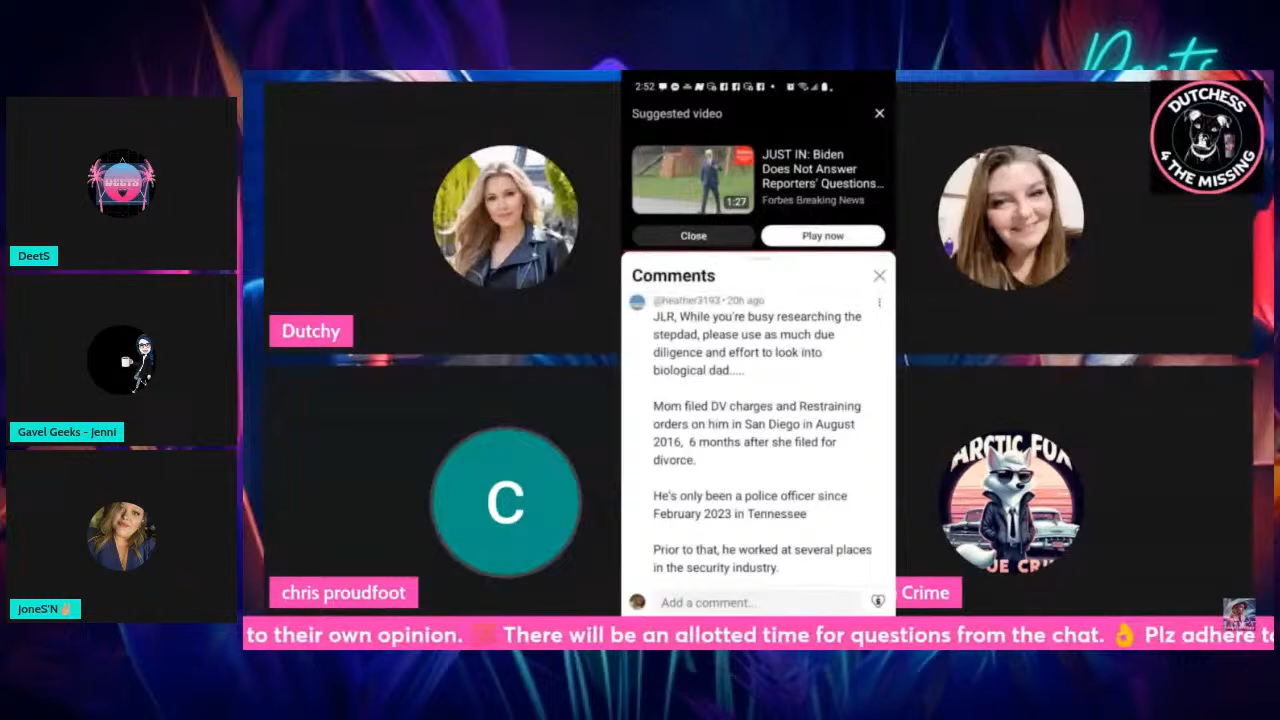 Deets
DUTCHESS
4 THE MISSING
DEETS
DeetS
Gavel Geeks - Jenni
JoneS'N
Dutchy
C
chris proudfoot
ARCTIC FOX
UE CRI
Crime
2:52
Suggested video
JUST IN: Biden
Does Not Answer
Reporters' Questions...
Forbes Breaking News
1:27
Close
Play now
Comments
@heather3193 • 20h ago
JLR, While you're busy researching the
stepdad, please use as much due
diligence and effort to look into
biological dad.....
Mom filed DV charges and Restraining
orders on him in San Diego in August
2016, 6 months after she filed for
divorce.
He's only been a police officer since
February 2023 in Tennessee
Prior to that, he worked at several places
in the security industry.
Add a comment...
to their own opinion. There will be an allotted time for questions from the chat. 👌 Plz adhere to